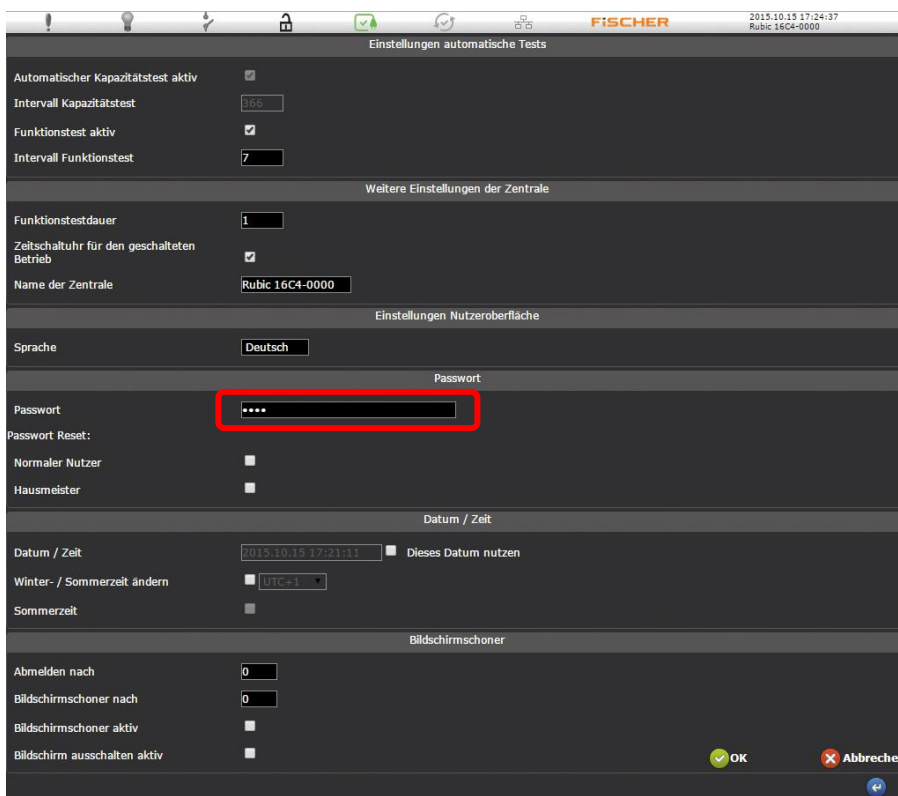 FiSCHER
2015.10.15 17:24:37
Rubic 16C4-0000
Einstellungen automatische Tests
Automatischer Kapazitätstest aktiv
Intervall Kapazitätstest 366
Funktionstest aktiv
Intervall Funktionstest 7
Weitere Einstellungen der Zentrale
Funktionstestdauer 1
Zeitschaltuhr für den geschalteten
Betrieb
Name der Zentrale Rubic 16C4-0000
Einstellungen Nutzeroberfläche
Sprache Deutsch
Passwort
Passwort ••••
Passwort Reset:
Normaler Nutzer
Hausmeister
Datum / Zeit
Datum / Zeit 2015.10.15 17:21:11 Dieses Datum nutzen
Winter- / Sommerzeit ändern UTC+1
Sommerzeit
Bildschirmschoner
Abmelden nach 0
Bildschirmschoner nach 0
Bildschirmschoner aktiv
Bildschirm ausschalten aktiv OK Abbreche